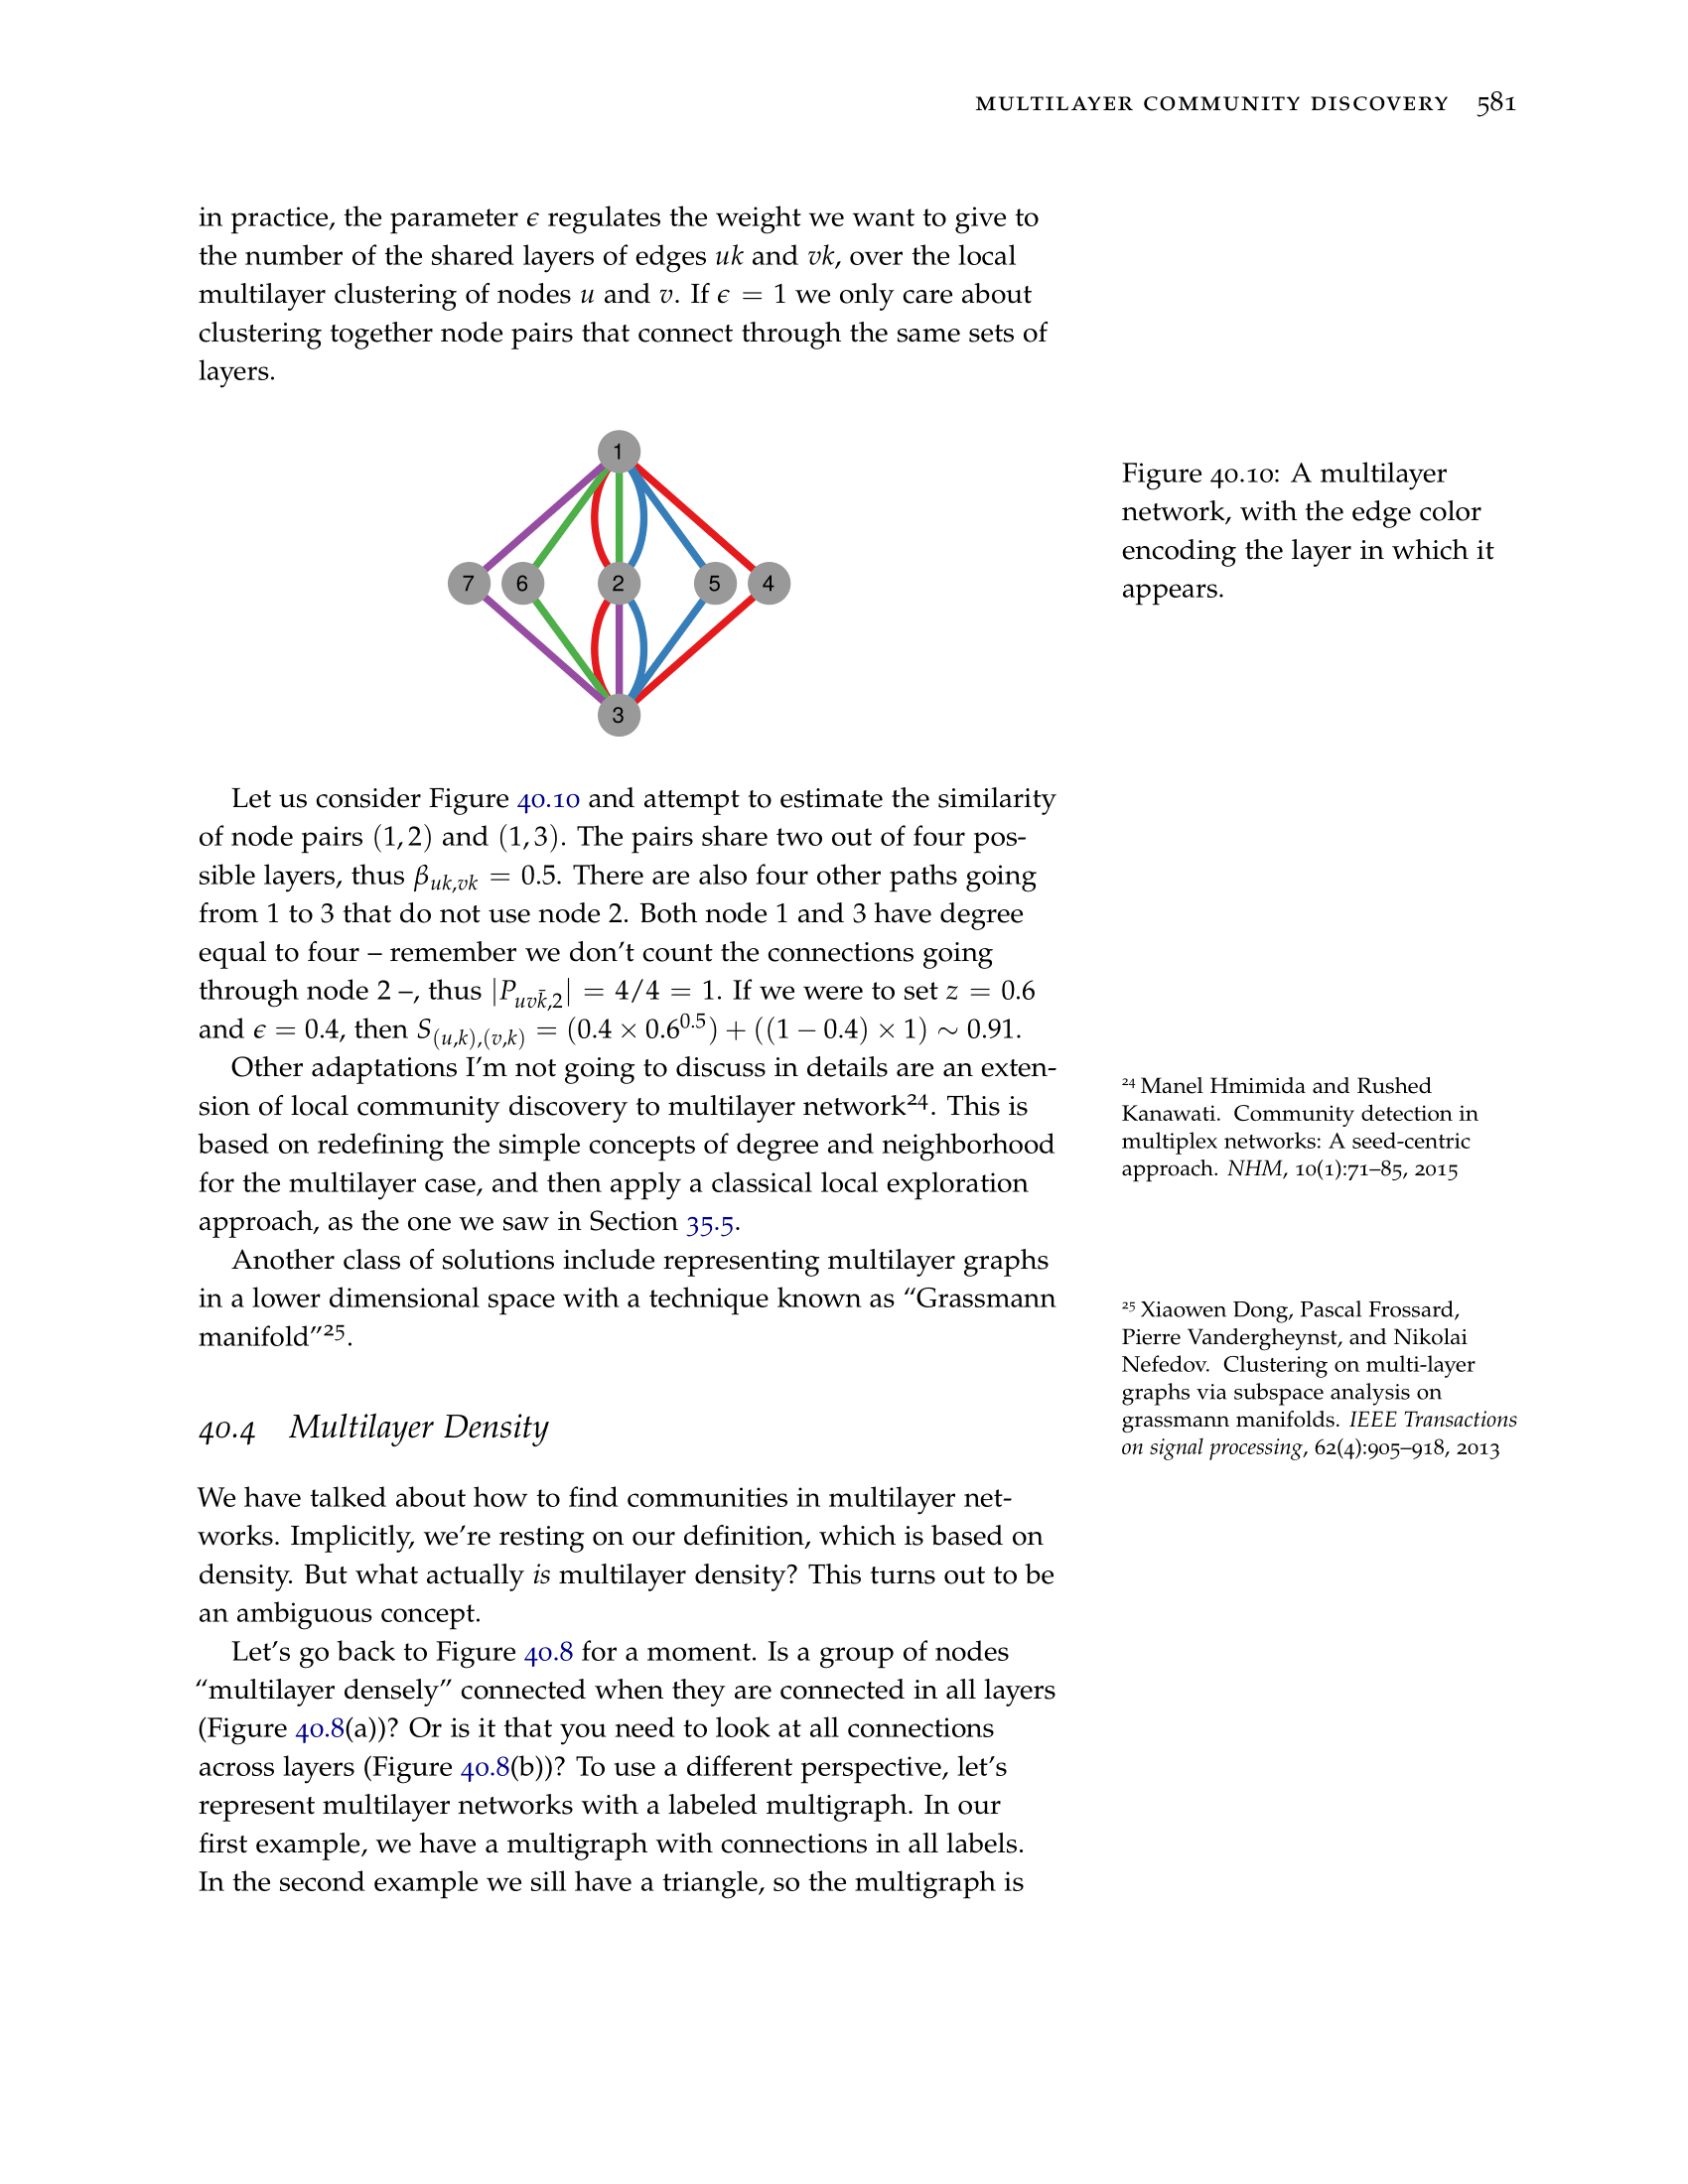 MULTILAYER COMMUNITY DISCOVERY 581
in practice, the parameter ϵ regulates the weight we want to give to
the number of the shared layers of edges uk and vk, over the local
multilayer clustering of nodes u and v. If ϵ = 1 we only care about
clustering together node pairs that connect through the same sets of
layers.
1
7 6 2 5 4
3
Figure 40.10: A multilayer
network, with the edge color
encoding the layer in which it
appears.
Let us consider Figure 40.10 and attempt to estimate the similarity
of node pairs (1, 2) and (1, 3). The pairs share two out of four pos-
sible layers, thus β_{uk,vk} = 0.5. There are also four other paths going
from 1 to 3 that do not use node 2. Both node 1 and 3 have degree
equal to four – remember we don't count the connections going
through node 2 –, thus |P_{uvk̄,2}| = 4/4 = 1. If we were to set z = 0.6
and ϵ = 0.4, then S_{(u,k),(v,k)} = (0.4 × 0.6^{0.5}) + ((1 − 0.4) × 1) ∼ 0.91.
Other adaptations I'm not going to discuss in details are an exten-
sion of local community discovery to multilayer network²⁴. This is
based on redefining the simple concepts of degree and neighborhood
for the multilayer case, and then apply a classical local exploration
approach, as the one we saw in Section 35.5.
²⁴ Manel Hmimida and Rushed
Kanawati. Community detection in
multiplex networks: A seed-centric
approach. NHM, 10(1):71–85, 2015
Another class of solutions include representing multilayer graphs
in a lower dimensional space with a technique known as “Grassmann
manifold”²⁵.
²⁵ Xiaowen Dong, Pascal Frossard,
Pierre Vandergheynst, and Nikolai
Nefedov. Clustering on multi-layer
graphs via subspace analysis on
grassmann manifolds. IEEE Transactions
on signal processing, 62(4):905–918, 2013
40.4 Multilayer Density
We have talked about how to find communities in multilayer net-
works. Implicitly, we're resting on our definition, which is based on
density. But what actually is multilayer density? This turns out to be
an ambiguous concept.
Let's go back to Figure 40.8 for a moment. Is a group of nodes
“multilayer densely” connected when they are connected in all layers
(Figure 40.8(a))? Or is it that you need to look at all connections
across layers (Figure 40.8(b))? To use a different perspective, let's
represent multilayer networks with a labeled multigraph. In our
first example, we have a multigraph with connections in all labels.
In the second example we sill have a triangle, so the multigraph is